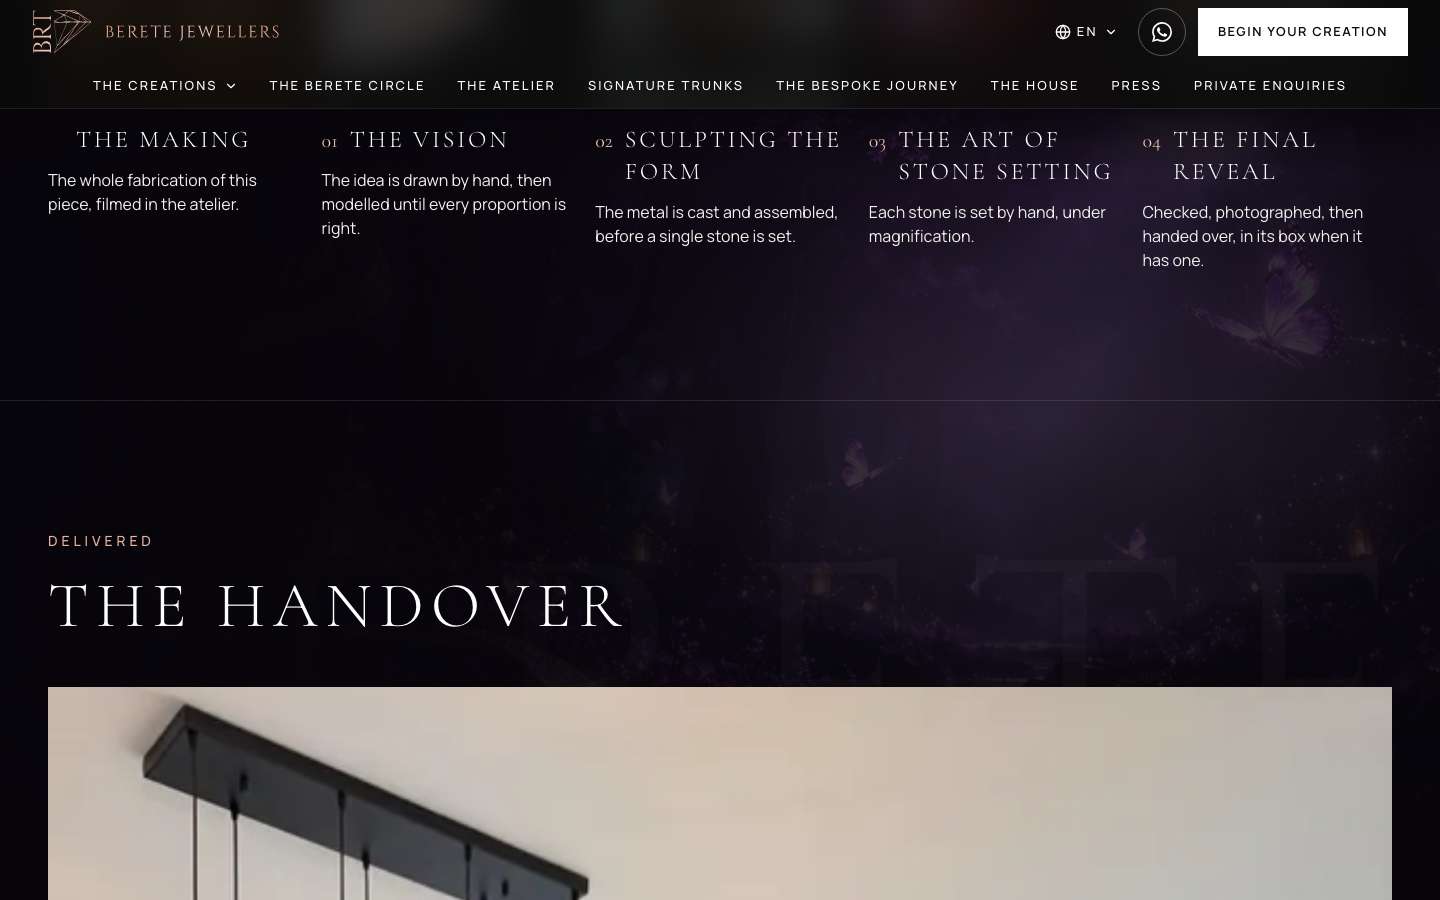 BRT
BERETE JEWELLERS
EN
BEGIN YOUR CREATION
THE CREATIONS
THE BERETE CIRCLE
THE ATELIER
SIGNATURE TRUNKS
THE BESPOKE JOURNEY
THE HOUSE
PRESS
PRIVATE ENQUIRIES
THE MAKING
The whole fabrication of this
piece, filmed in the atelier.
01 THE VISION
The idea is drawn by hand, then
modelled until every proportion is
right.
02 SCULPTING THE
FORM
The metal is cast and assembled,
before a single stone is set.
03 THE ART OF
STONE SETTING
Each stone is set by hand, under
magnification.
04 THE FINAL
REVEAL
Checked, photographed, then
handed over, in its box when it
has one.
DELIVERED
THE HANDOVER